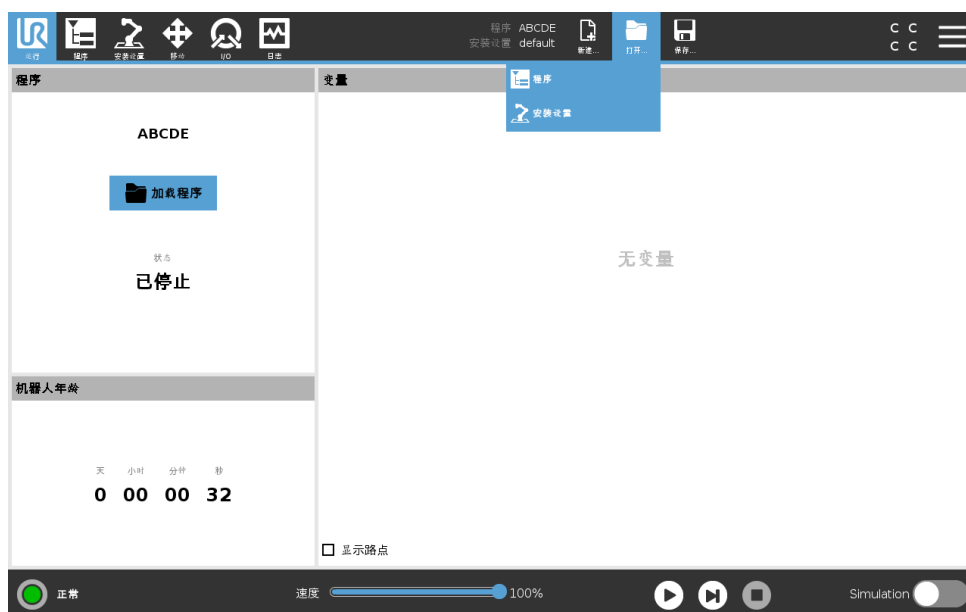 UR
运行
程序
安装设置
移动
I/O
日志
程序 ABCDE
安装设置 default
新建...
打开...
保存...
C C
C C
程序
安装设置
程序
变量
ABCDE
加载程序
状态
已停止
无变量
机器人年龄
天 小时 分钟 秒
0 00 00 32
显示路点
正常
速度
100%
Simulation